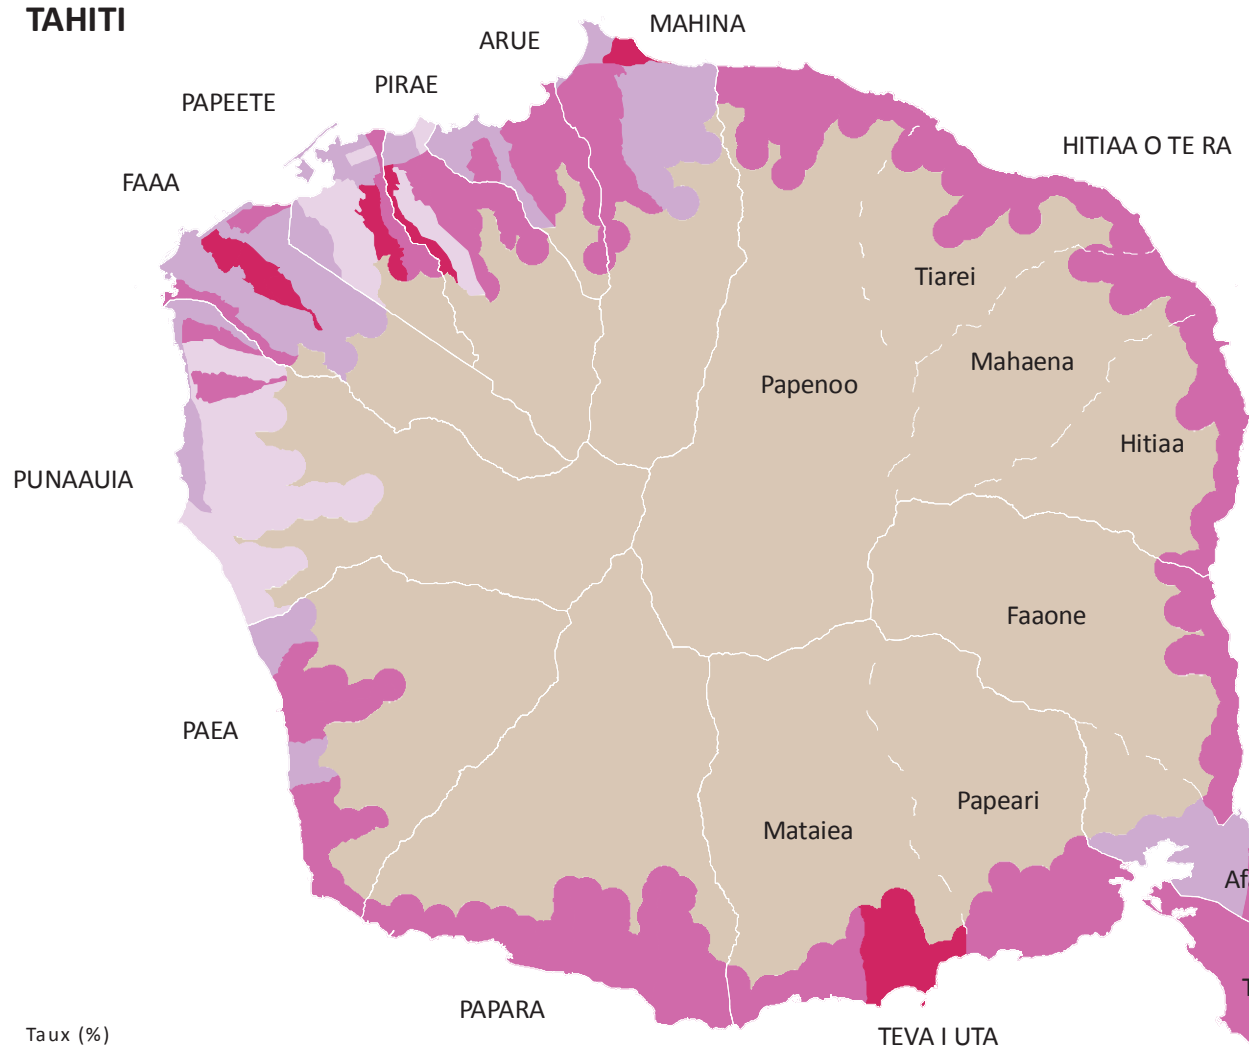 TAHITI
MAHINA
ARUE
PIRAE
PAPEETE
HITIAA O TE RA
FAAA
Tiarei
Mahaena
Papenoo
Hitiaa
PUNAAUIA
Faaone
PAEA
Papeari
Mataiea
Af
T
PAPARA
Taux (%)
TEVA I UTA